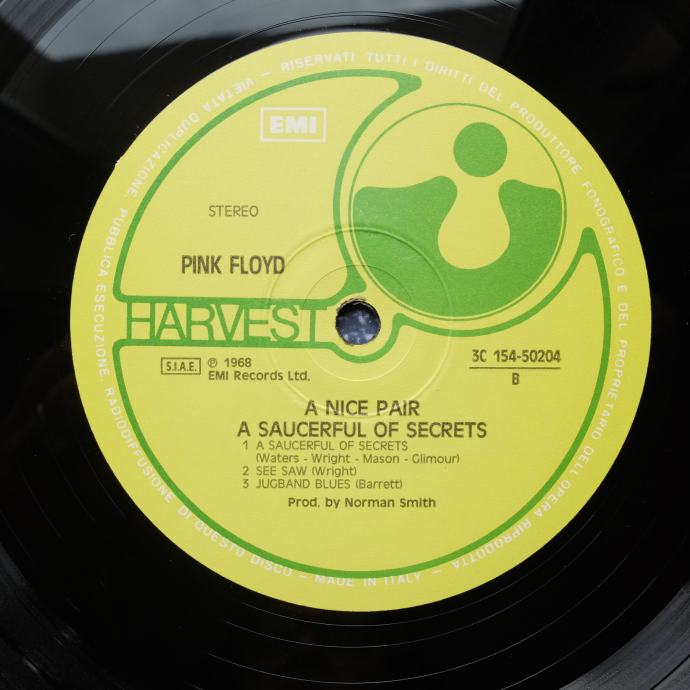 RISERVATI TUTTI I DIRITTI DEL PRODUTTORE FONOGRAFICO E DEL PROPRIETARIO DELL'OPERA RIPRODOTTA — MADE IN ITALY — VIETATA DUPLICAZIONE, PUBBLICA ESECUZIONE, RADIODIFFUSIONE DI QUESTO DISCO —
EMI
STEREO
PINK FLOYD
HARVEST
S.I.A.E. ℗ 1968
EMI Records Ltd.
3C 154-50204
B
A NICE PAIR
A SAUCERFUL OF SECRETS
1 A SAUCERFUL OF SECRETS
(Waters - Wright - Mason - Glimour)
2 SEE SAW (Wright)
3 JUGBAND BLUES (Barrett)
Prod. by Norman Smith